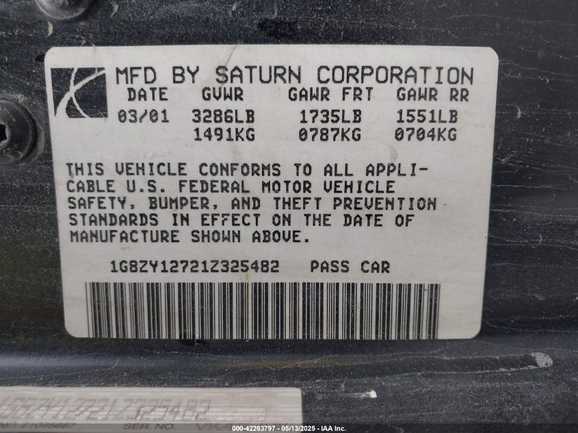 MFD BY SATURN CORPORATION
DATE GVWR GAWR FRT GAWR RR
03/01 3286LB 1735LB 1551LB
1491KG 0787KG 0704KG
THIS VEHICLE CONFORMS TO ALL APPLI-
CABLE U.S. FEDERAL MOTOR VEHICLE
SAFETY, BUMPER, AND THEFT PREVENTION
STANDARDS IN EFFECT ON THE DATE OF
MANUFACTURE SHOWN ABOVE.
1G8ZY12721Z325482 PASS CAR
000-42263797 - 05/13/2025 - IAAI.COM